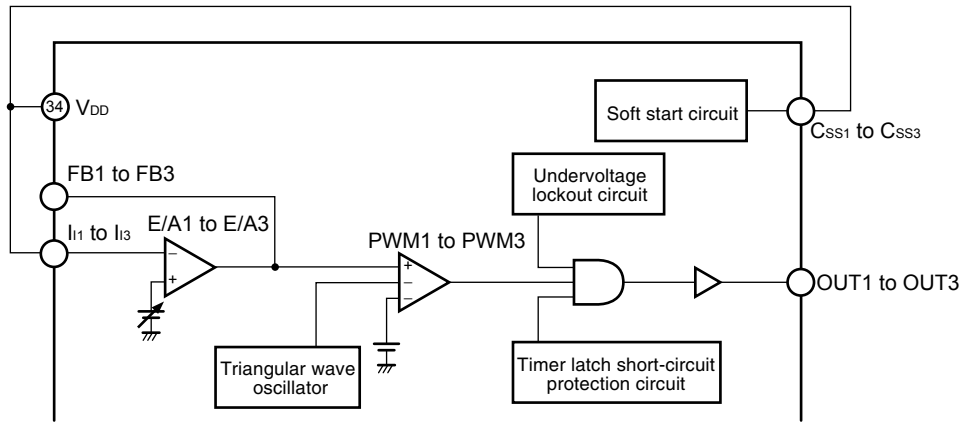 34 VDD
Soft start circuit
CSS1 to CSS3
FB1 to FB3
Undervoltage
lockout circuit
II1 to II3
E/A1 to E/A3
PWM1 to PWM3
−
+
+
−
−
OUT1 to OUT3
Triangular wave
oscillator
Timer latch short-circuit
protection circuit